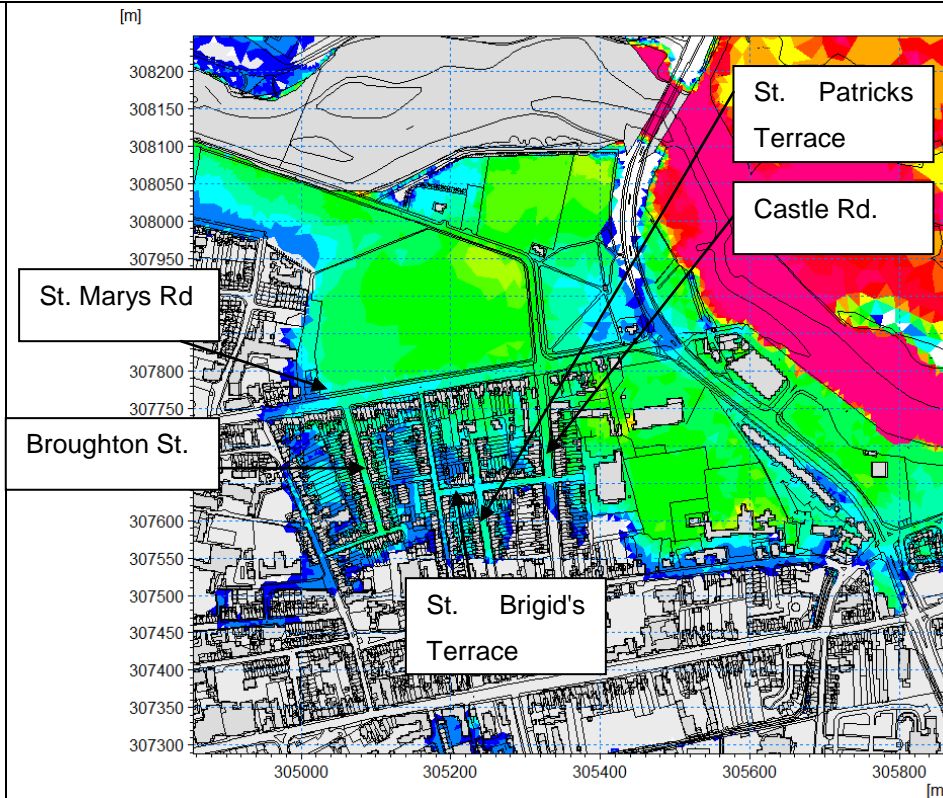 [m]
308200
308150
308100
308050
308000
307950
307800
307750
307600
307550
307500
307450
307400
307350
307300
St. Patricks
Terrace
Castle Rd.
St. Marys Rd
Broughton St.
St. Brigid's
Terrace
305000
305200
305400
305600
305800
[m